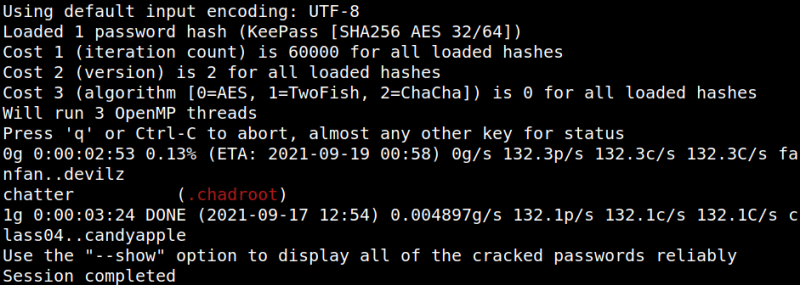 Using default input encoding: UTF-8
Loaded 1 password hash (KeePass [SHA256 AES 32/64])
Cost 1 (iteration count) is 60000 for all loaded hashes
Cost 2 (version) is 2 for all loaded hashes
Cost 3 (algorithm [0=AES, 1=TwoFish, 2=ChaCha]) is 0 for all loaded hashes
Will run 3 OpenMP threads
Press 'q' or Ctrl-C to abort, almost any other key for status
0g 0:00:02:53 0.13% (ETA: 2021-09-19 00:58) 0g/s 132.3p/s 132.3c/s 132.3C/s fa
nfan..devilz
chatter          (.chadroot)
1g 0:00:03:24 DONE (2021-09-17 12:54) 0.004897g/s 132.1p/s 132.1c/s 132.1C/s c
lass04..candyapple
Use the "--show" option to display all of the cracked passwords reliably
Session completed